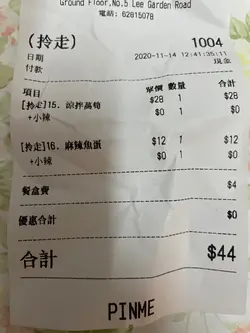 Ground Floor,No.5 Lee Garden Road
電話: 62815078
(拎走) 1004
日期 2020-11-14 12:41:35:11
付款 現金
項目 單價 數量 合計
[拎走]15. 涼拌萵筍 $28 1 $28
+小辣 $0 1 $0
[拎走]16. 麻辣魚蛋 $12 1 $12
+小辣 $0 1 $0
餐盒費 $4
優惠合計 $0
合計 $44
PINME